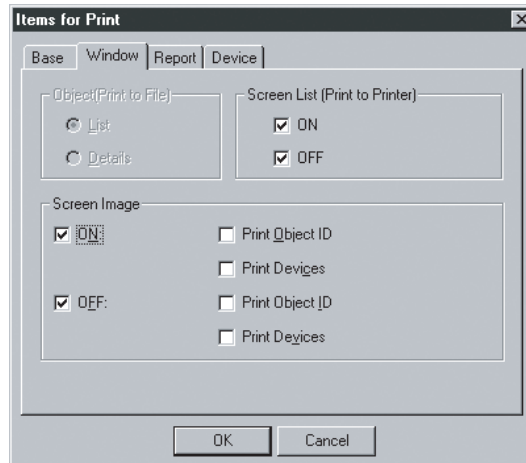 Items for Print
Base Window Report Device
Object(Print to File)
List
Details
Screen List (Print to Printer)
ON
OFF
Screen Image
ON: Print Object ID
Print Devices
OFF: Print Object ID
Print Devices
OK Cancel